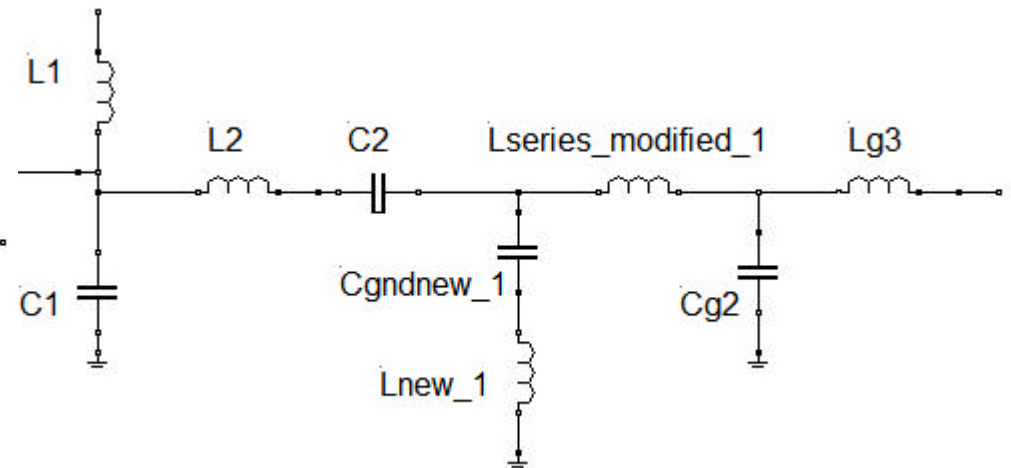 L1
L2
C2
Lseries_modified_1
Lg3
C1
Cgndnew_1
Cg2
Lnew_1